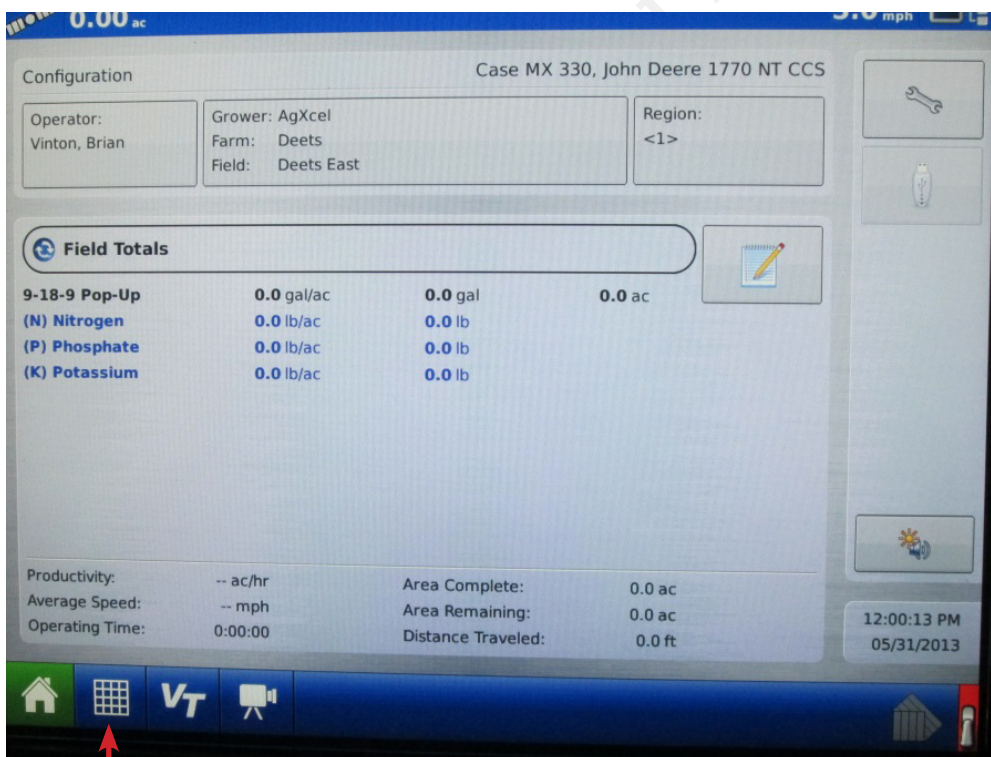 0.00 ac
mph
Configuration
Case MX 330, John Deere 1770 NT CCS
Operator:
Vinton, Brian
Grower: AgXcel
Farm: Deets
Field: Deets East
Region:
<1>
Field Totals
9-18-9 Pop-Up 0.0 gal/ac 0.0 gal 0.0 ac
(N) Nitrogen 0.0 lb/ac 0.0 lb
(P) Phosphate 0.0 lb/ac 0.0 lb
(K) Potassium 0.0 lb/ac 0.0 lb
Productivity: -- ac/hr
Average Speed: -- mph
Operating Time: 0:00:00
Area Complete: 0.0 ac
Area Remaining: 0.0 ac
Distance Traveled: 0.0 ft
12:00:13 PM
05/31/2013
VT